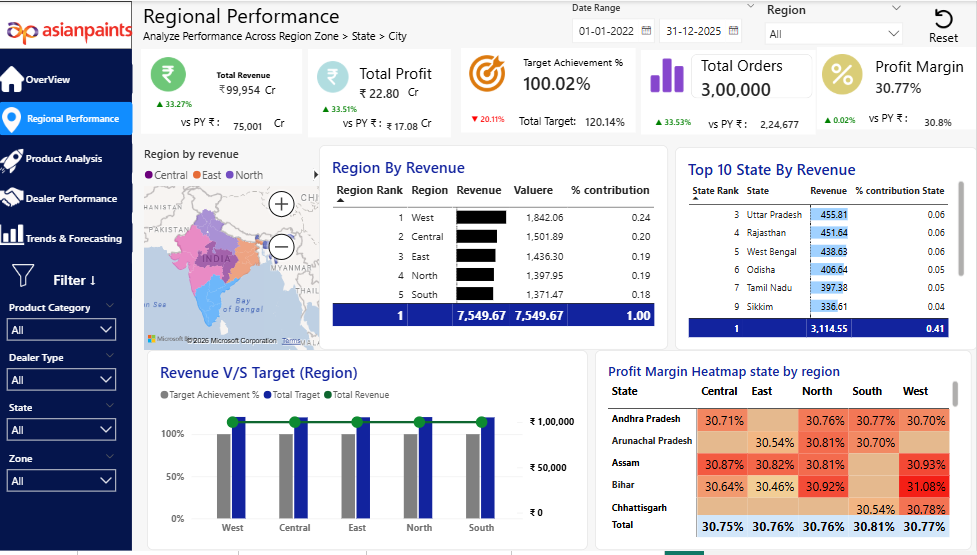 asianpaints
OverView
Regional Performance
Product Analysis
Dealer Performance
Trends & Forecasting
Filter ↓
Product Category
All
Dealer Type
All
State
All
Zone
All
Regional Performance
Analyze Performance Across Region Zone > State > City
Date Range
01-01-2022 31-12-2025
Region
All
Reset
Total Revenue
₹99,954 Cr
▲ 33.27%
vs PY ₹ : 75,001 Cr
Total Profit
₹ 22.80 Cr
▲ 33.51%
vs PY ₹ : ₹ 17.08 Cr
Target Achievement %
100.02%
▼ 20.11% Total Target: 120.14%
Total Orders
3,00,000
▲ 33.53% vs PY ₹ : 2,24,677
%
Profit Margin
30.77%
▲ 0.02% vs PY ₹ : 30.8%
Region by revenue
Central East North
CHI
PAKISTAN
INDIA
MYANMAR
Bay
of Bengal
© 2026 Microsoft Corporation Terms
Region By Revenue
Region Rank Region Revenue Valuere % contribution
1 West 1,842.06 0.24
2 Central 1,501.89 0.20
3 East 1,436.30 0.19
4 North 1,397.95 0.19
5 South 1,371.47 0.18
1 7,549.67 7,549.67 1.00
Top 10 State By Revenue
State Rank State Revenue % contribution State
3 Uttar Pradesh 455.81 0.06
4 Rajasthan 451.64 0.06
5 West Bengal 438.63 0.06
6 Odisha 406.64 0.05
7 Tamil Nadu 397.38 0.05
9 Sikkim 336.61 0.04
1 3,114.55 0.41
Revenue V/S Target (Region)
Target Achievement % Total Traget Total Revenue
100%
50%
0%
₹ 1,00,000
₹ 50,000
₹ 0
West Central East North South
Profit Margin Heatmap state by region
State Central East North South West
Andhra Pradesh 30.71% 30.76% 30.77% 30.70%
Arunachal Pradesh 30.54% 30.81% 30.70%
Assam 30.87% 30.82% 30.81% 30.93%
Bihar 30.64% 30.46% 30.92% 31.08%
Chhattisgarh 30.54% 30.78%
Total 30.75% 30.76% 30.76% 30.81% 30.77%